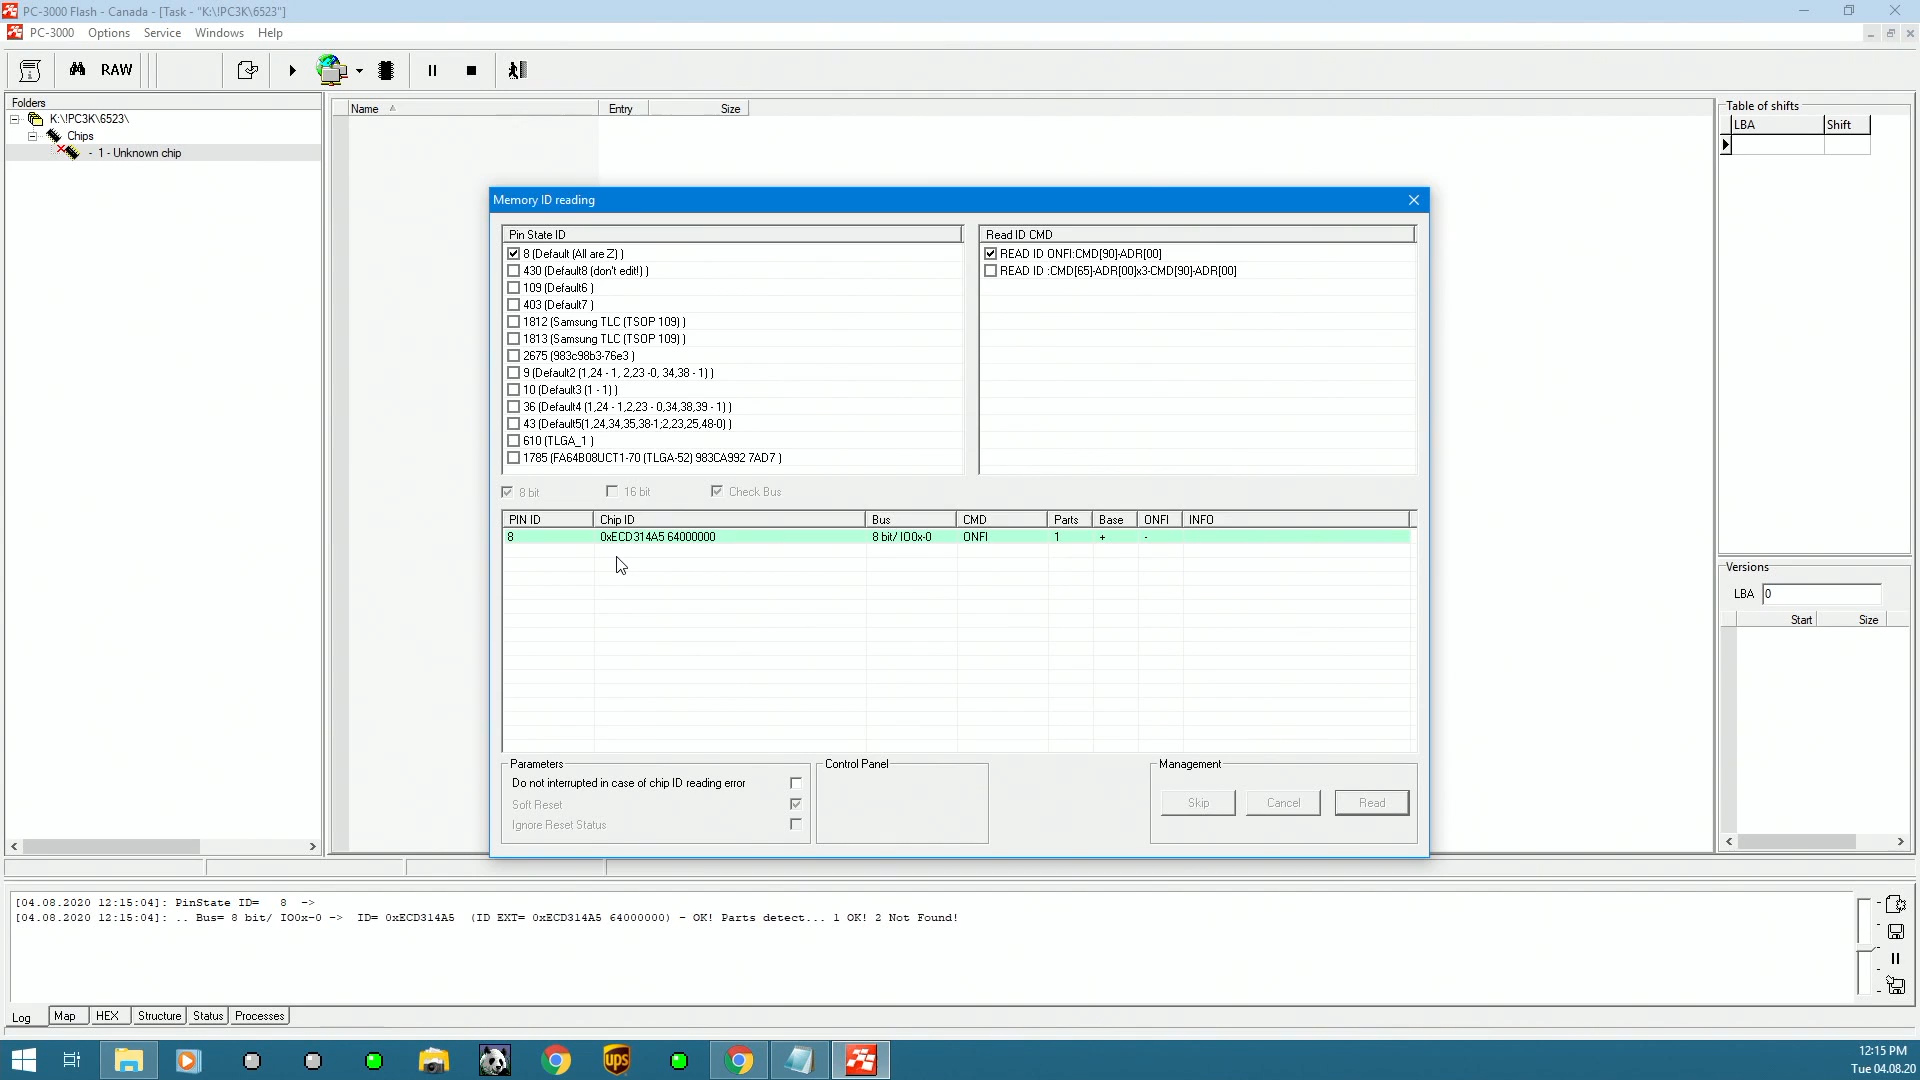 PC-3000 Flash - Canada - [Task - "K:\!PC3K\6523"]
PC-3000 Options Service Windows Help
RAW
Folders
K:\!PC3K\6523\
Chips
- 1 - Unknown chip
Name Entry Size
Table of shifts
LBA Shift
Memory ID reading
Pin State ID
8 (Default (All are Z) )
430 (Default8 (don't edit!) )
109 (Default6 )
403 (Default7 )
1812 (Samsung TLC (TSOP 109) )
1813 (Samsung TLC (TSOP 109) )
2675 (983c98b3-76e3 )
9 (Default2 (1,24 - 1, 2,23 -0, 34,38 - 1) )
10 (Default3 (1 - 1) )
36 (Default4 (1,24 - 1,2,23 - 0,34,38,39 - 1) )
43 (Default5(1,24,34,35,38-1;2,23,25,48-0) )
610 (TLGA_1 )
1785 (FA64B08UCT1-70 (TLGA-52) 983CA992 7AD7 )
Read ID CMD
READ ID ONFI:CMD[90]-ADR[00]
READ ID :CMD[65]-ADR[00]x3-CMD[90]-ADR[00]
8 bit 16 bit Check Bus
PIN ID Chip ID Bus CMD Parts Base ONFI INFO
8 0xECD314A5 64000000 8 bit/ IO0x-0 ONFI 1 + -
Parameters
Do not interrupted in case of chip ID reading error
Soft Reset
Ignore Reset Status
Control Panel
Management
Skip Cancel Read
Versions
LBA 0
Start Size
[04.08.2020 12:15:04]: PinState ID= 8 ->
[04.08.2020 12:15:04]: .. Bus= 8 bit/ IO0x-0 -> ID= 0xECD314A5 (ID EXT= 0xECD314A5 64000000) - OK! Parts detect... 1 OK! 2 Not Found!
Log Map HEX Structure Status Processes
ups
12:15 PM
Tue 04.08.20